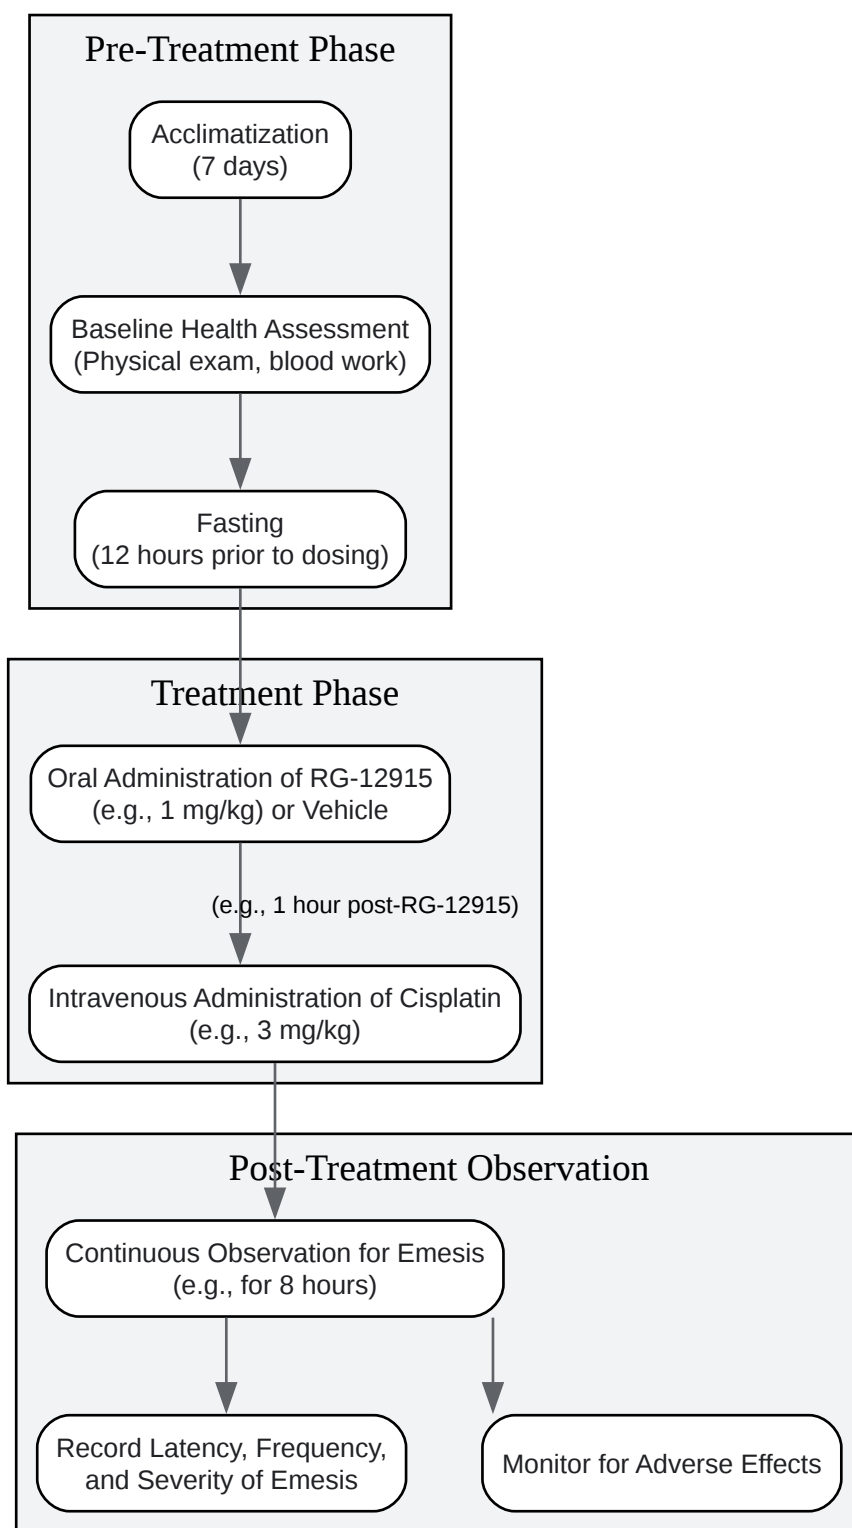 Pre-Treatment Phase
Acclimatization
(7 days)
Baseline Health Assessment
(Physical exam, blood work)
Fasting
(12 hours prior to dosing)
Treatment Phase
Oral Administration of RG-12915
(e.g., 1 mg/kg) or Vehicle
(e.g., 1 hour post-RG-12915)
Intravenous Administration of Cisplatin
(e.g., 3 mg/kg)
Post-Treatment Observation
Continuous Observation for Emesis
(e.g., for 8 hours)
Record Latency, Frequency,
and Severity of Emesis
Monitor for Adverse Effects